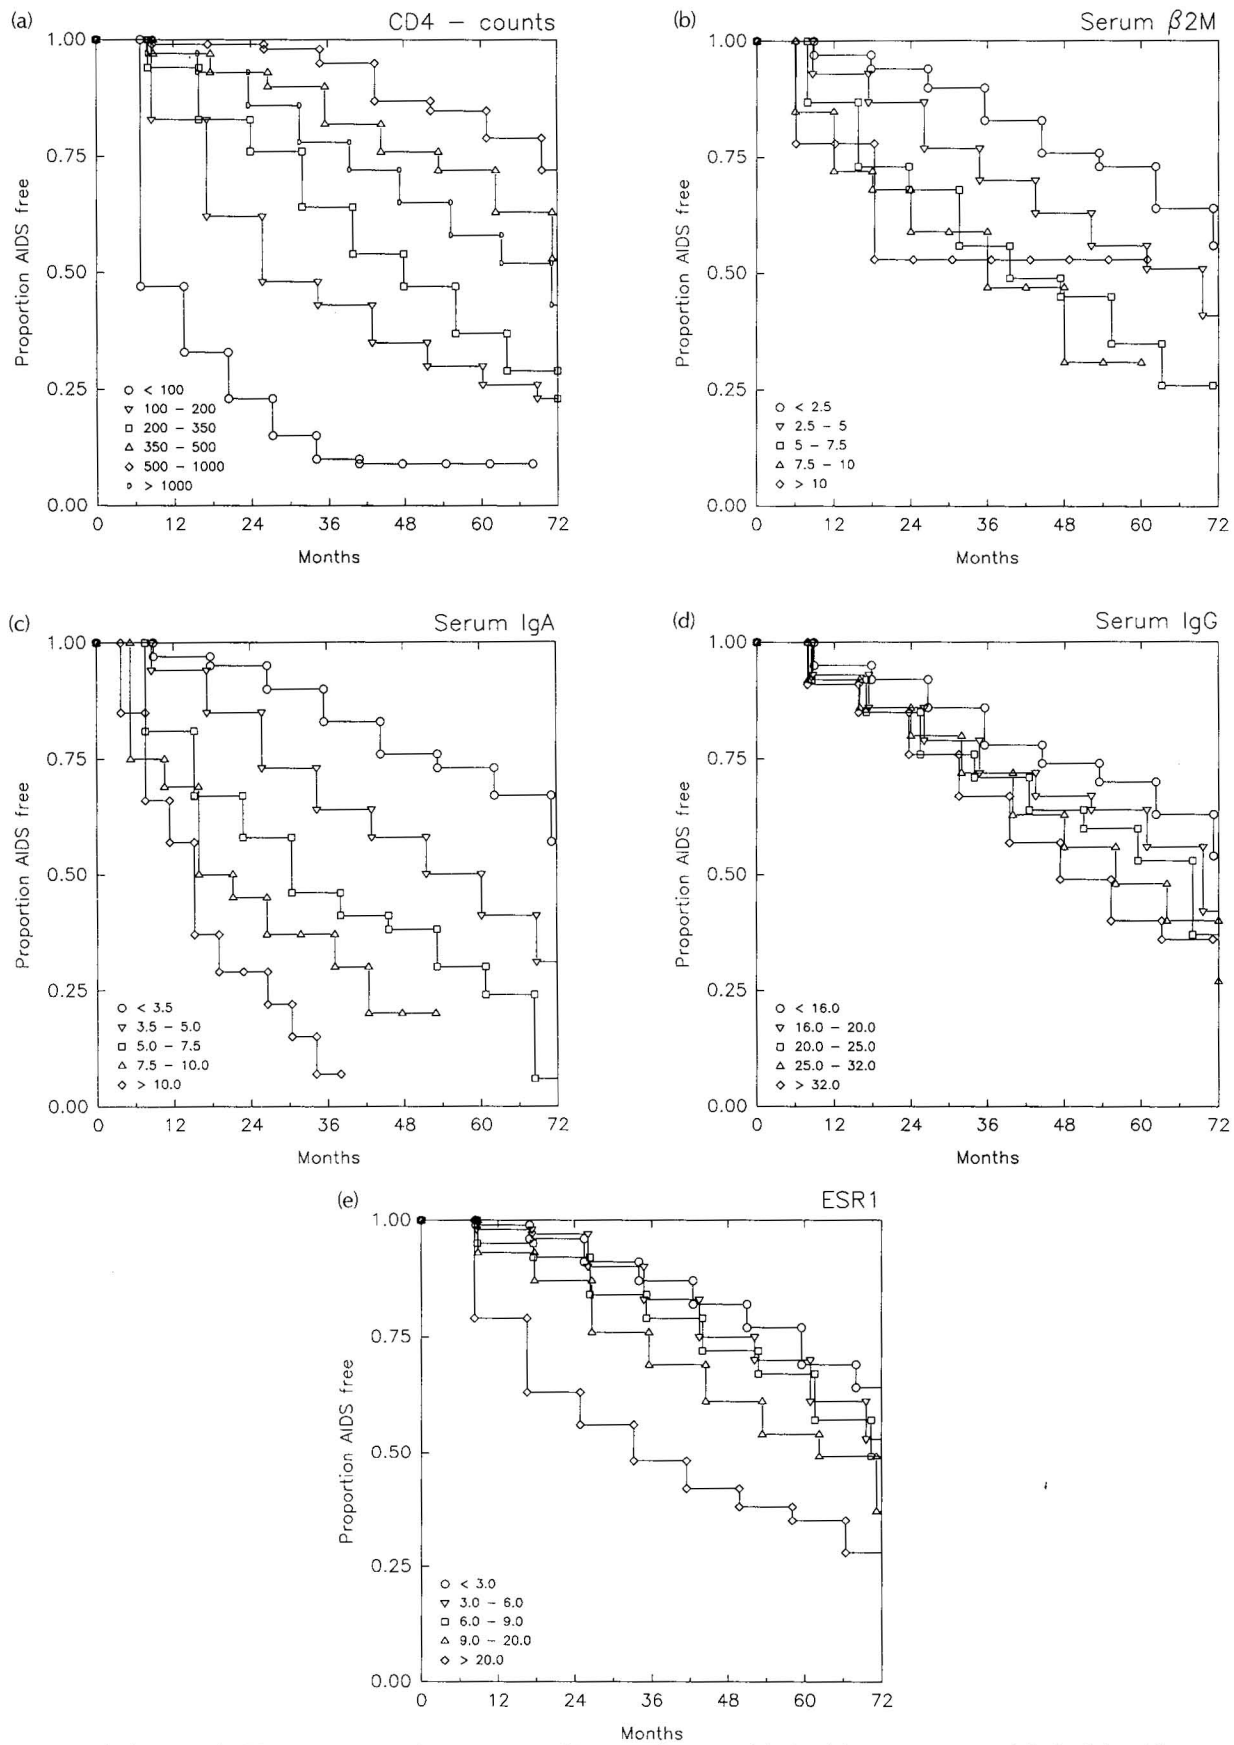 (a)
CD4 – counts
1.00
0.75
0.50
0.25
0.00
Proportion AIDS free
< 100
100 – 200
200 – 350
350 – 500
500 – 1000
> 1000
0 12 24 36 48 60 72
Months
(b)
Serum β2M
1.00
0.75
0.50
0.25
0.00
Proportion AIDS free
< 2.5
2.5 – 5
5 – 7.5
7.5 – 10
> 10
0 12 24 36 48 60 72
Months
(c)
Serum IgA
1.00
0.75
0.50
0.25
0.00
Proportion AIDS free
< 3.5
3.5 – 5.0
5.0 – 7.5
7.5 – 10.0
> 10.0
0 12 24 36 48 60 72
Months
(d)
Serum IgG
1.00
0.75
0.50
0.25
0.00
Proportion AIDS free
< 16.0
16.0 – 20.0
20.0 – 25.0
25.0 – 32.0
> 32.0
0 12 24 36 48 60 72
Months
(e)
ESR1
1.00
0.75
0.50
0.25
0.00
Proportion AIDS free
< 3.0
3.0 – 6.0
6.0 – 9.0
9.0 – 20.0
> 20.0
0 12 24 36 48 60 72
Months